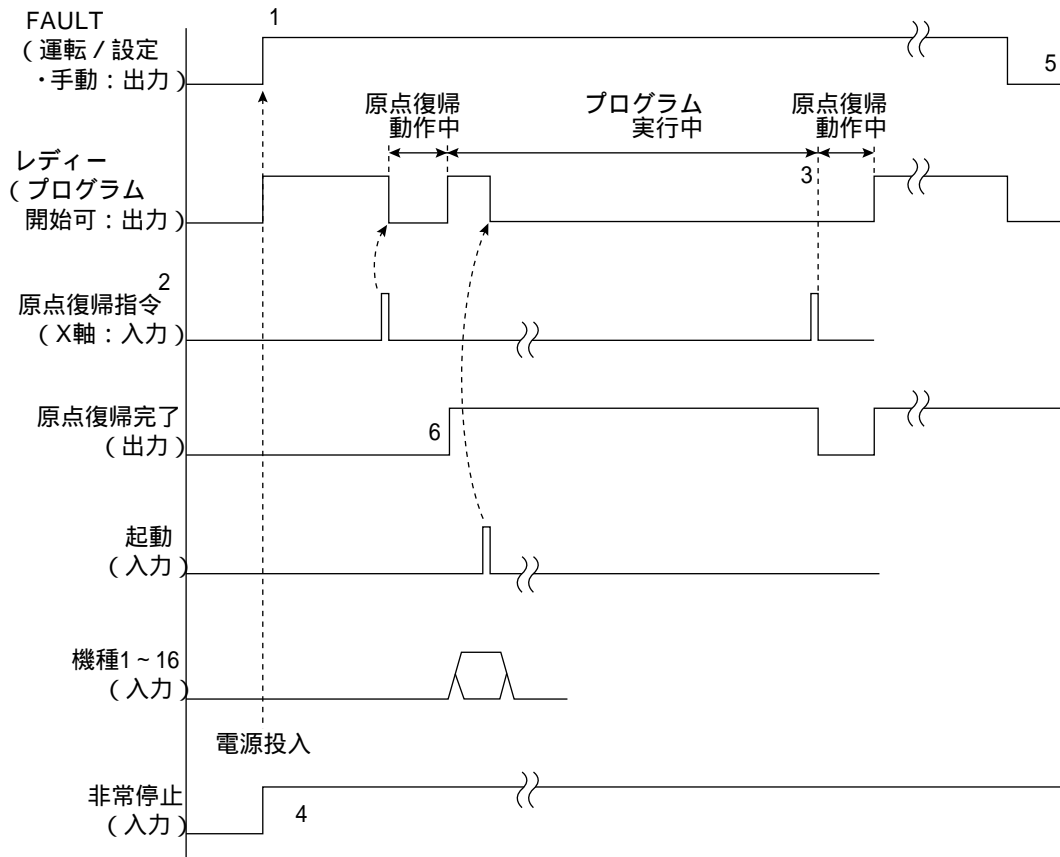 FAULT
（運転／設定
・手動：出力）
1
5
原点復帰
動作中
プログラム
実行中
原点復帰
動作中
レディー
（プログラム
開始可：出力）
3
2
原点復帰指令
（X軸：入力）
原点復帰完了
（出力）
6
起動
（入力）
機種1~16
（入力）
電源投入
非常停止
（入力）
4